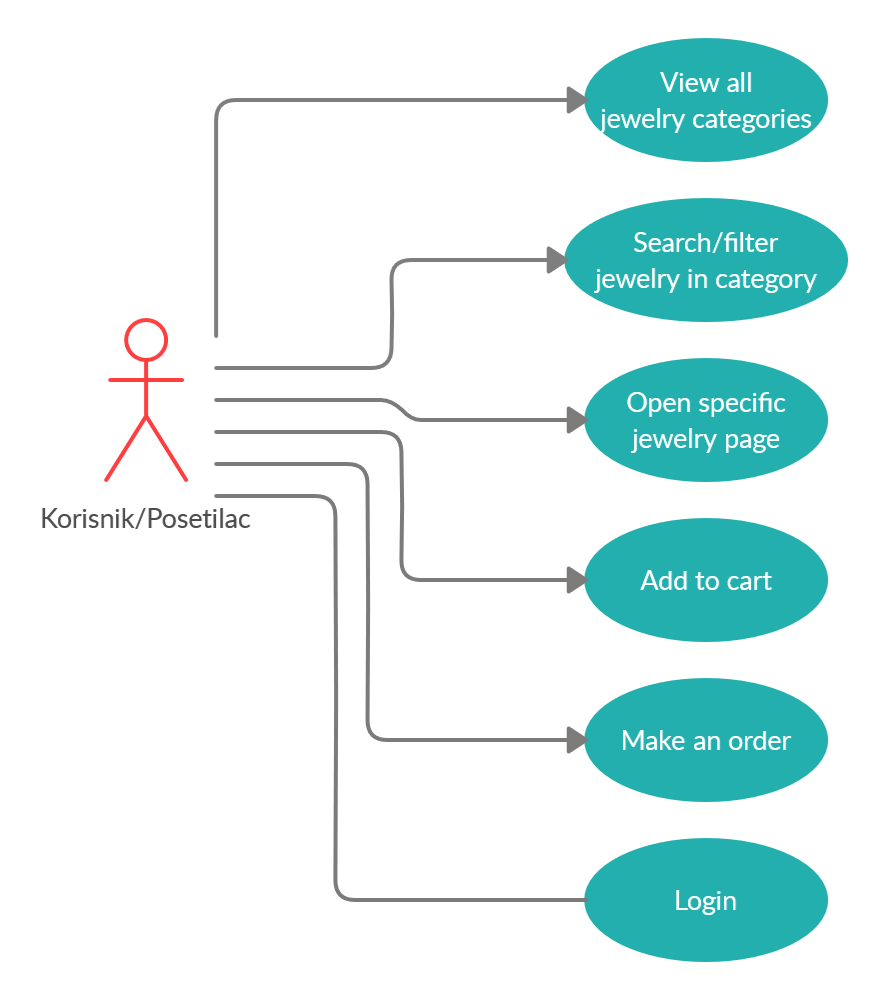 View all
jewelry categories
Search/filter
jewelry in category
Open specific
jewelry page
Korisnik/Posetilac
Add to cart
Make an order
Login